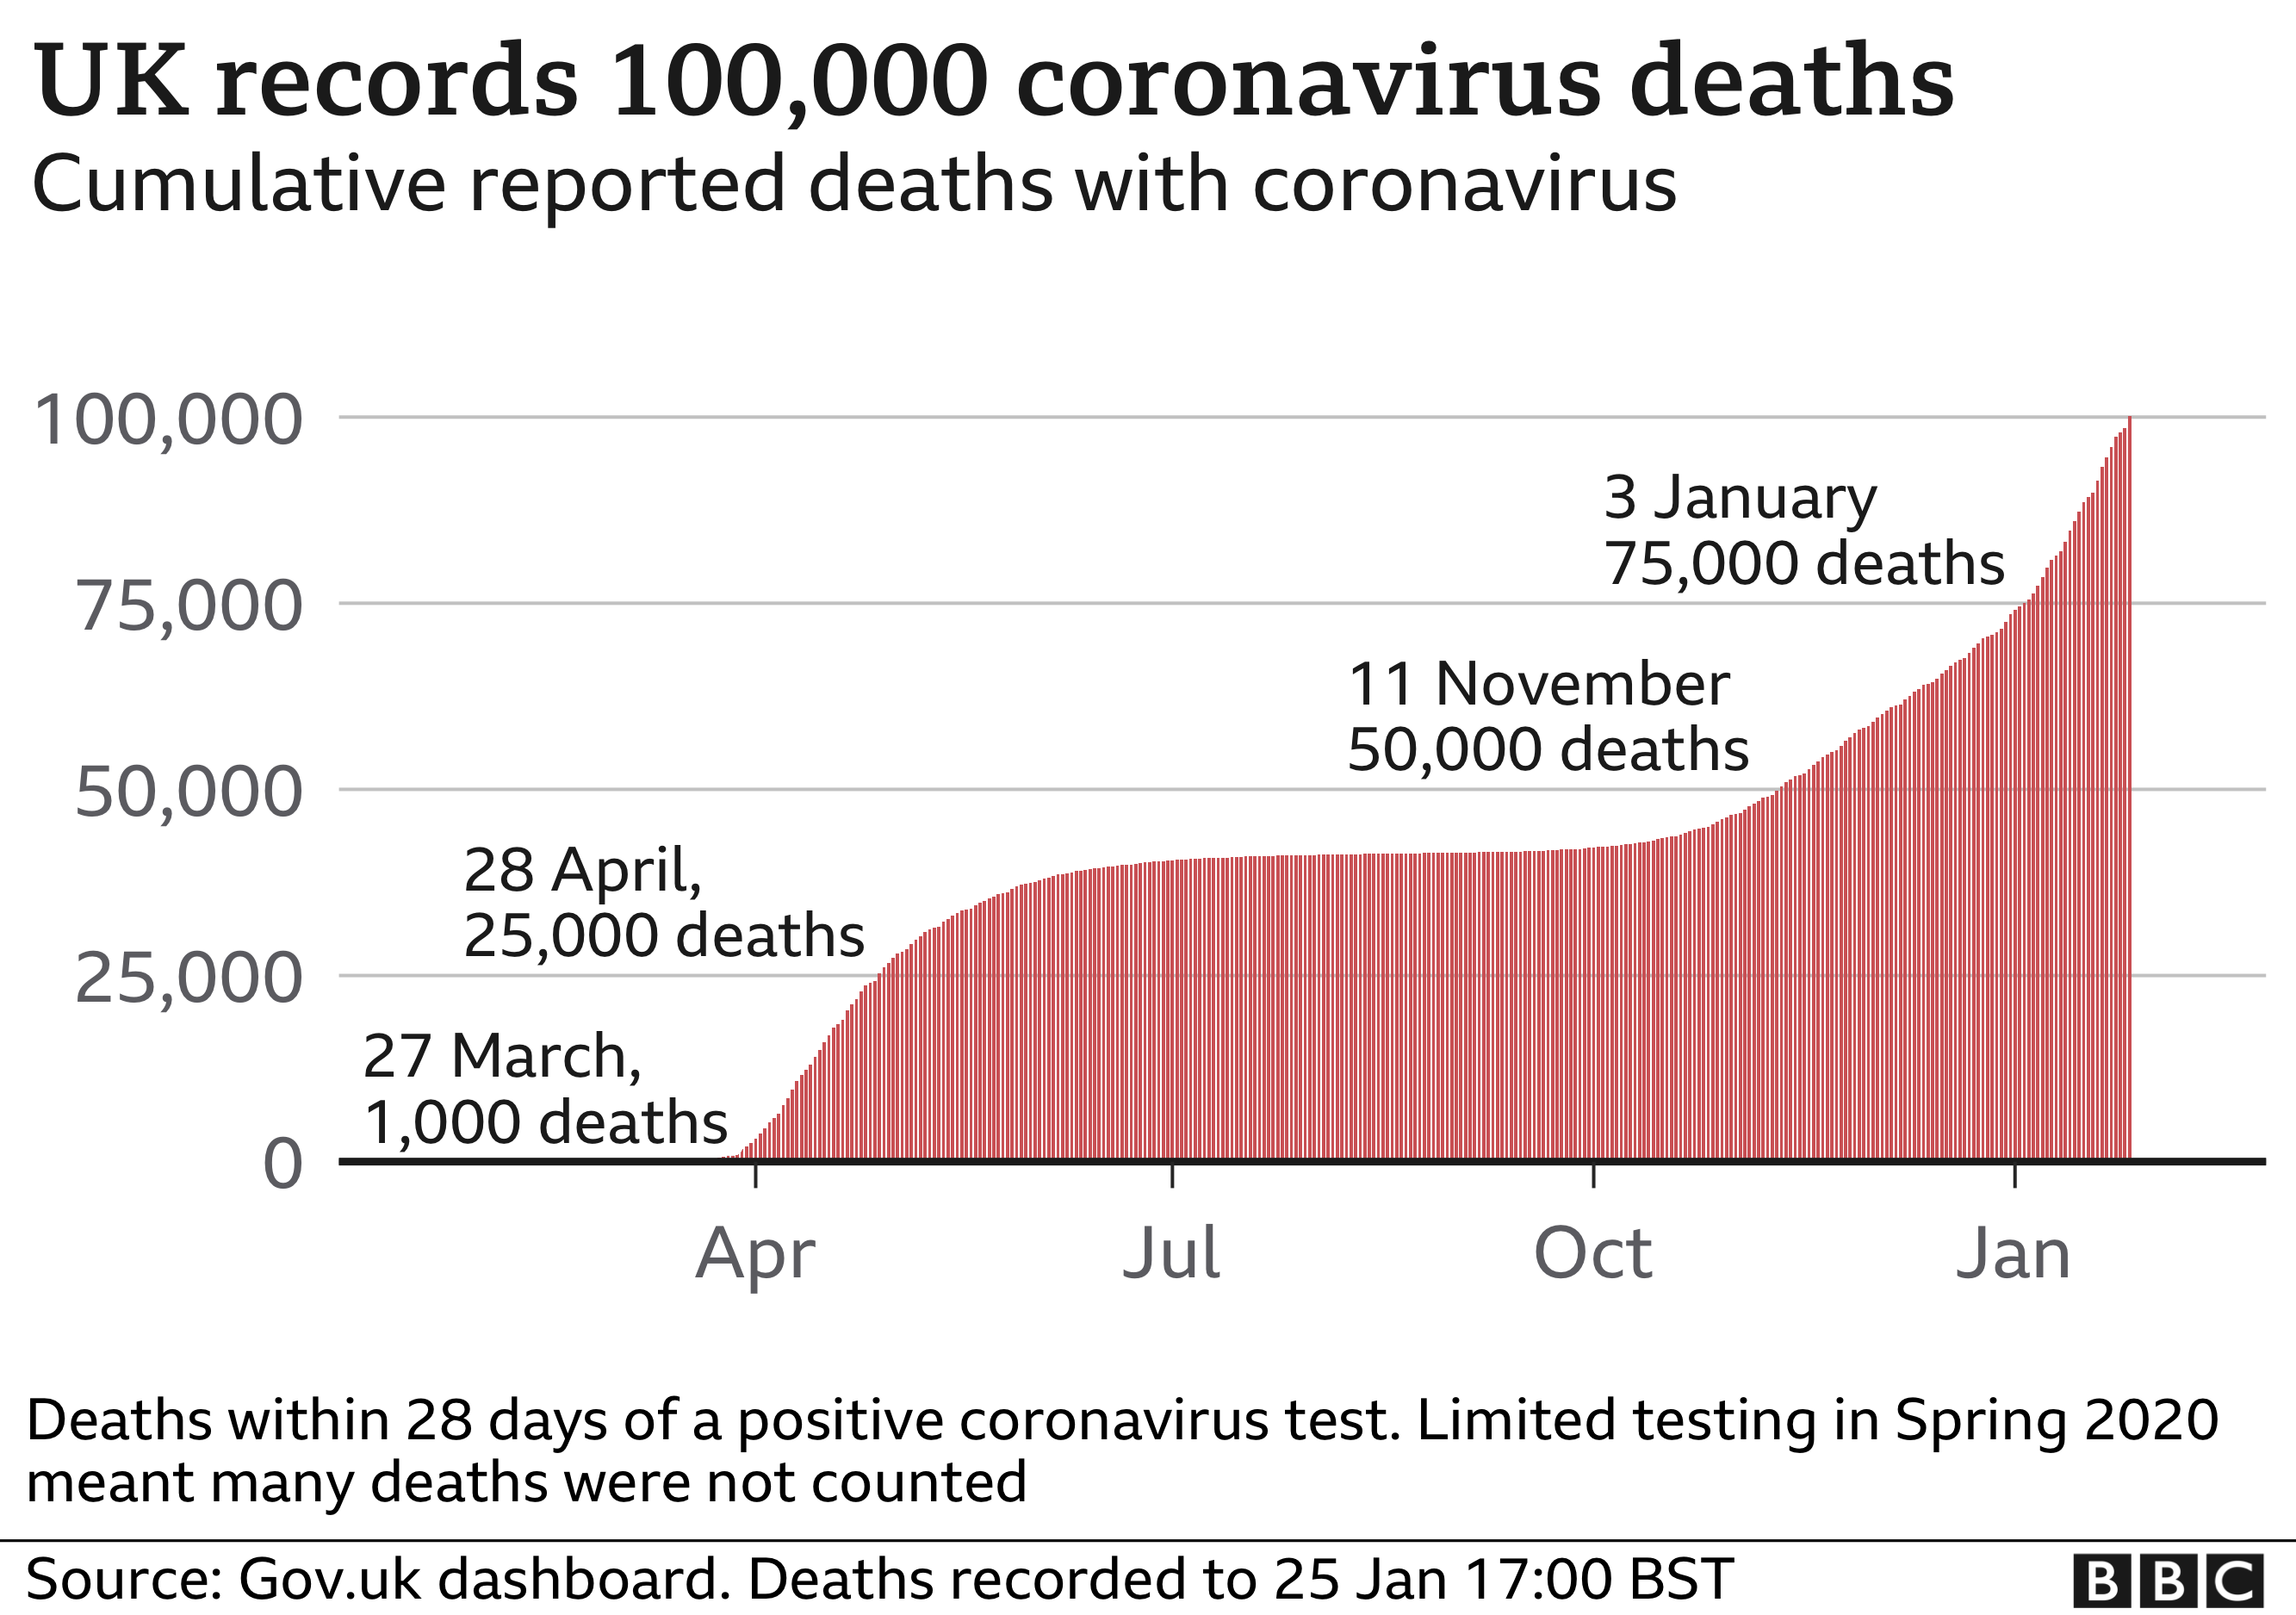 UK records 100,000 coronavirus deaths
Cumulative reported deaths with coronavirus
100,000
75,000
50,000
25,000
0
3 January
75,000 deaths
11 November
50,000 deaths
28 April,
25,000 deaths
27 March,
1,000 deaths
Apr
Jul
Oct
Jan
Deaths within 28 days of a positive coronavirus test. Limited testing in Spring 2020
meant many deaths were not counted
Source: Gov.uk dashboard. Deaths recorded to 25 Jan 17:00 BST
BBC